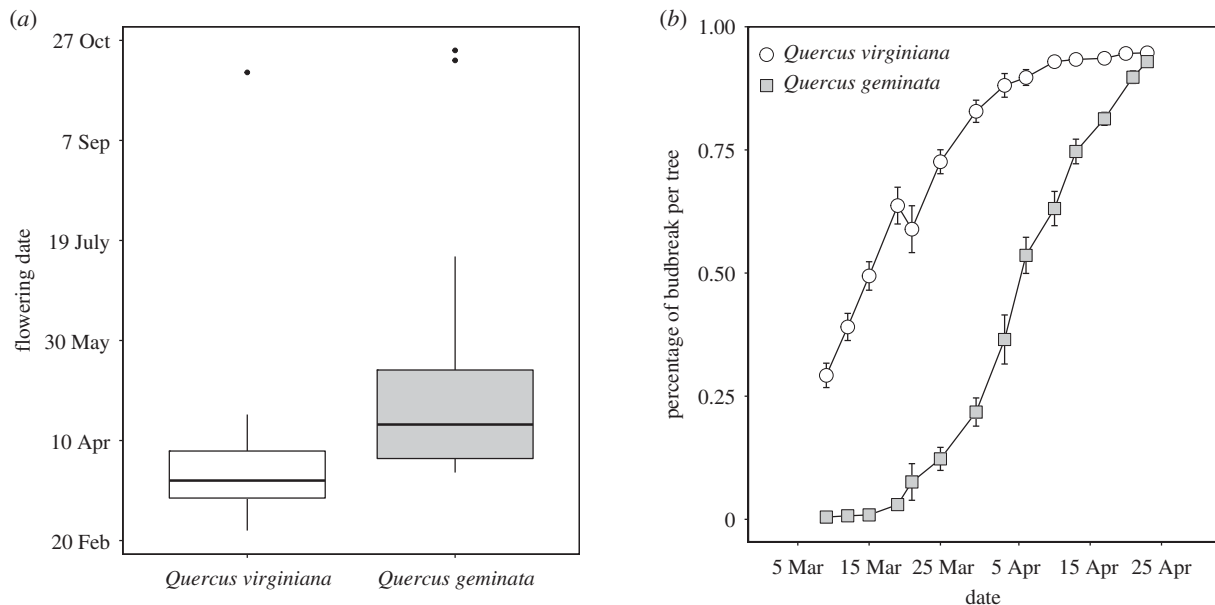 (a)
27 Oct
7 Sep
19 July
30 May
10 Apr
20 Feb
flowering date
Quercus virginiana
Quercus geminata
(b)
1.00
0.75
0.50
0.25
0
percentage of budbreak per tree
Quercus virginiana
Quercus geminata
5 Mar
15 Mar
25 Mar
5 Apr
15 Apr
25 Apr
date